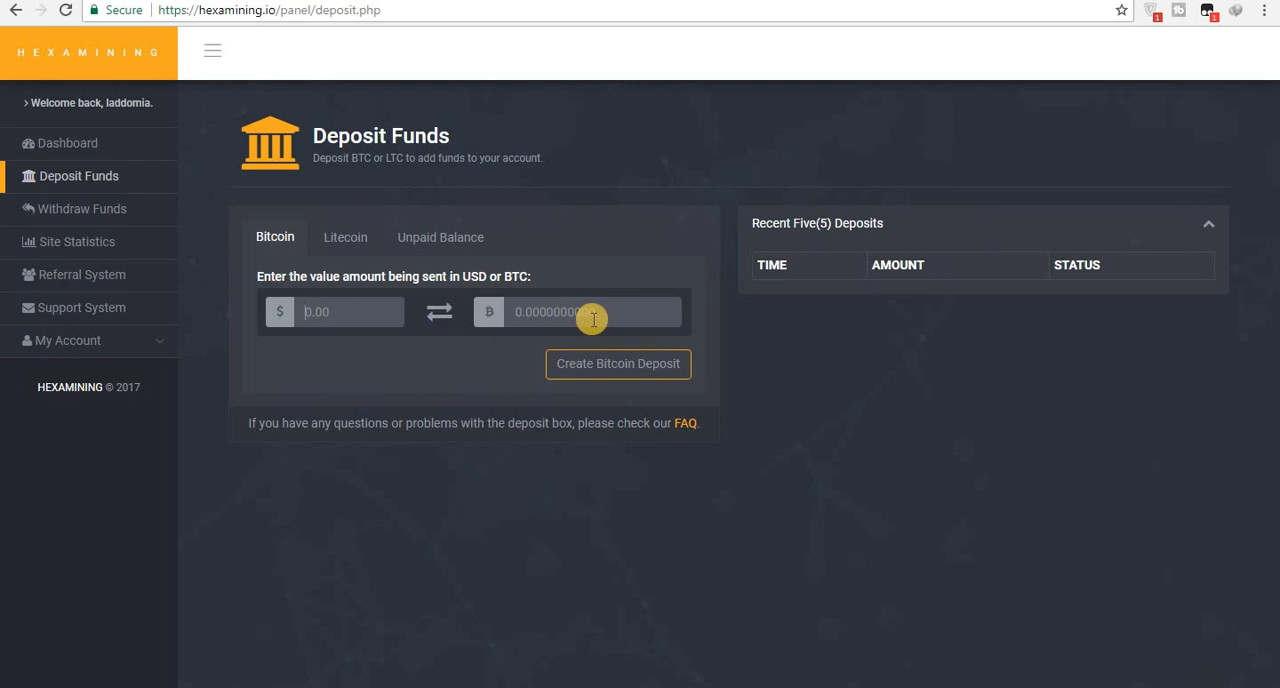 Secure https://hexamining.io/panel/deposit.php
1
1
HEXAMINING
> Welcome back, laddomia.
Dashboard
Deposit Funds
Withdraw Funds
Site Statistics
Referral System
Support System
My Account
HEXAMINING © 2017
Deposit Funds
Deposit BTC or LTC to add funds to your account.
Bitcoin Litecoin Unpaid Balance
Enter the value amount being sent in USD or BTC:
$ 0.00 B
Create Bitcoin Deposit
If you have any questions or problems with the deposit box, please check our FAQ.
Recent Five(5) Deposits
TIME AMOUNT STATUS